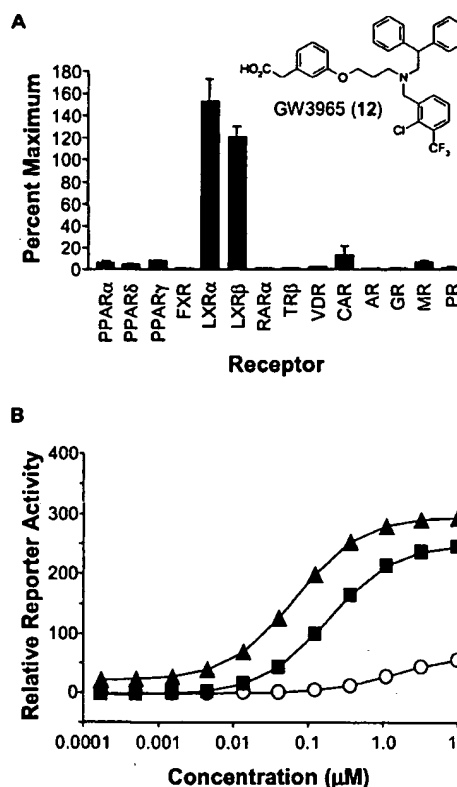 A
HO₂C
O
N
Cl
CF₃
GW3965 (12)
Percent Maximum
180
160
140
120
100
80
60
40
20
0
PPARα
PPARδ
PPARγ
FXR
LXRα
LXRβ
RARα
TRβ
VDR
CAR
AR
GR
MR
PR
Receptor
B
Relative Reporter Activity
400
300
200
100
0
0.0001
0.001
0.01
0.1
1.0
Concentration (μM)